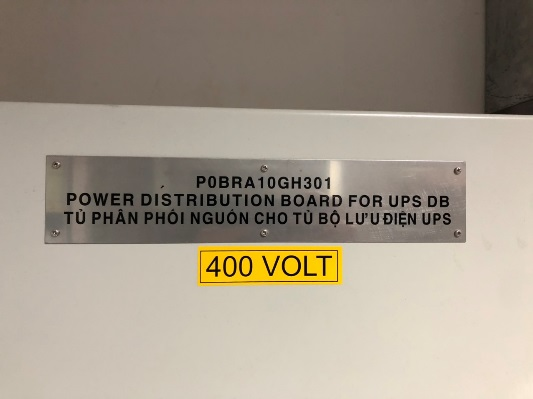 P0BRA10GH301
POWER DISTRIBUTION BOARD FOR UPS DB
TỦ PHÂN PHỐI NGUỒN CHO TỦ BỘ LƯU ĐIỆN UPS
400 VOLT